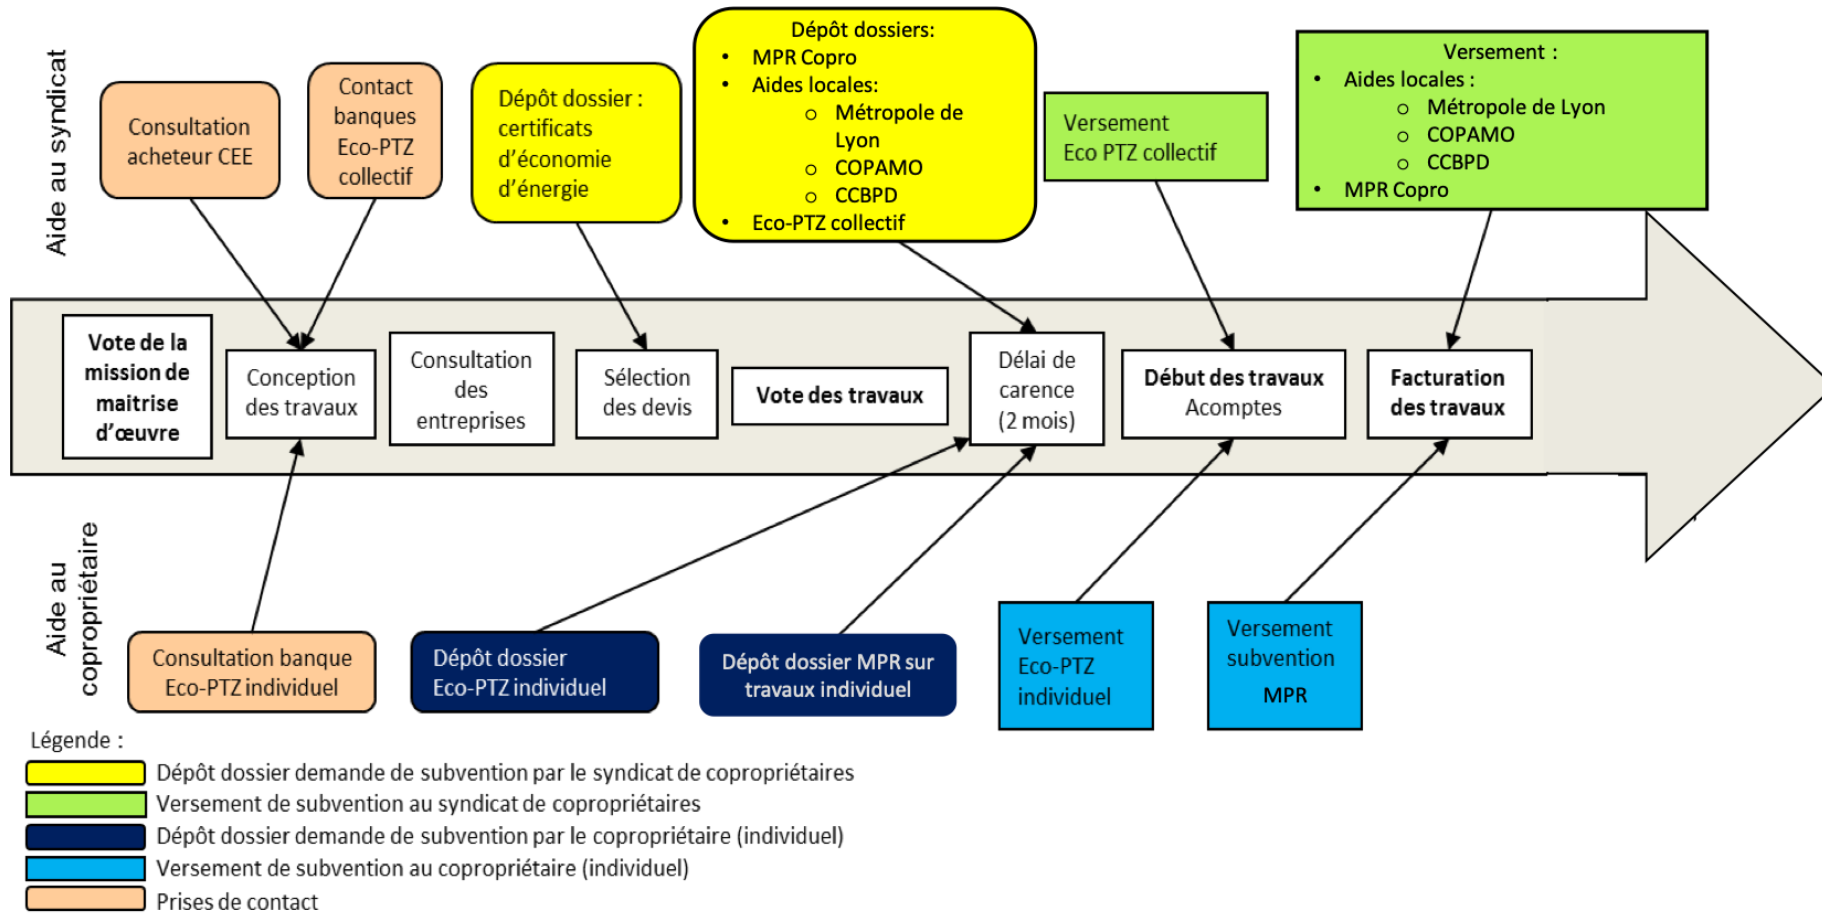 Aide au syndicat
Consultation
acheteur CEE
Contact
banques
Eco-PTZ
collectif
Dépôt dossier :
certificats
d'économie
d'énergie
Dépôt dossiers:
• MPR Copro
• Aides locales:
o Métropole de
Lyon
o COPAMO
o CCBPD
• Eco-PTZ collectif
Versement
Eco PTZ collectif
Versement :
• Aides locales :
o Métropole de Lyon
o COPAMO
o CCBPD
• MPR Copro
Vote de la
mission de
maitrise
d'œuvre
Conception
des travaux
Consultation
des
entreprises
Sélection
des devis
Vote des travaux
Délai de
carence
(2 mois)
Début des travaux
Acomptes
Facturation
des travaux
Aide au
copropriétaire
Consultation banque
Eco-PTZ individuel
Dépôt dossier
Eco-PTZ individuel
Dépôt dossier MPR sur
travaux individuel
Versement
Eco-PTZ
individuel
Versement
subvention
MPR
Légende :
Dépôt dossier demande de subvention par le syndicat de copropriétaires
Versement de subvention au syndicat de copropriétaires
Dépôt dossier demande de subvention par le copropriétaire (individuel)
Versement de subvention au copropriétaire (individuel)
Prises de contact